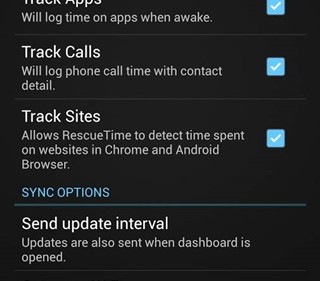 Track Apps
Will log time on apps when awake.
Track Calls
Will log phone call time with contact
detail.
Track Sites
Allows RescueTime to detect time spent
on websites in Chrome and Android
Browser.
SYNC OPTIONS
Send update interval
Updates are also sent when dashboard is
opened.